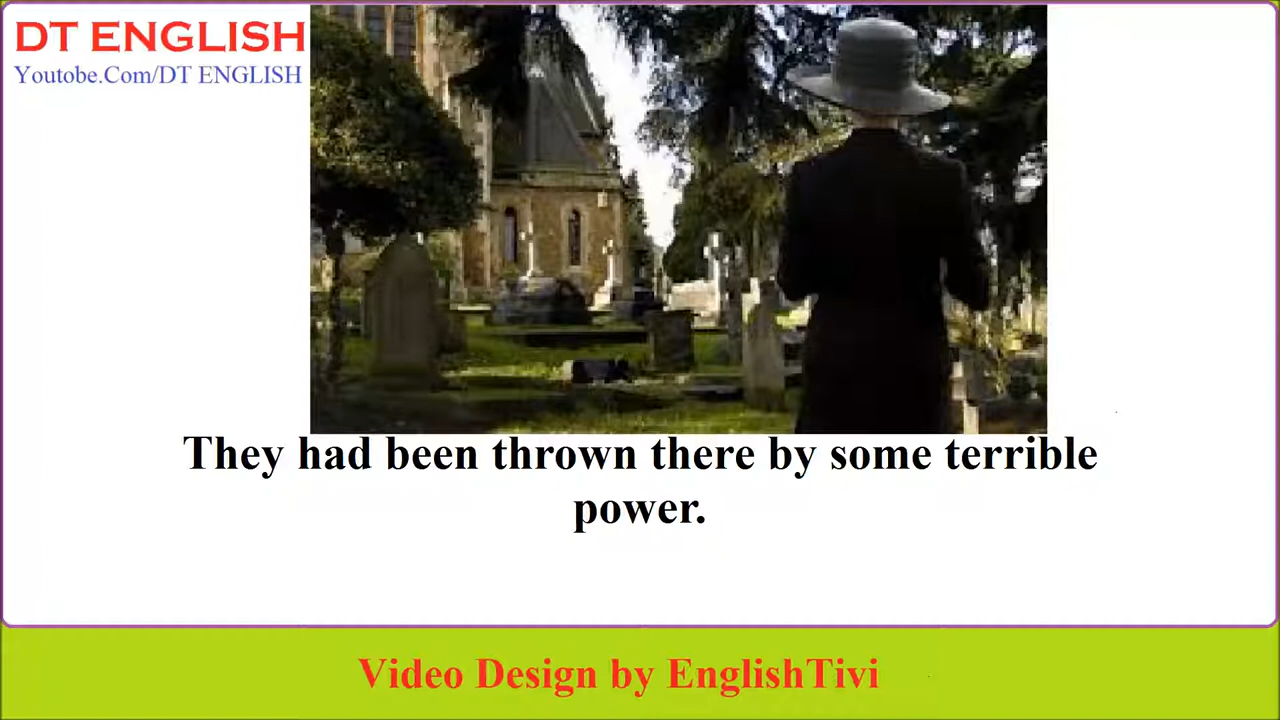 DT ENGLISH
Youtobe.Com/DT ENGLISH
They had been thrown there by some terrible
power.
Video Design by EnglishTivi